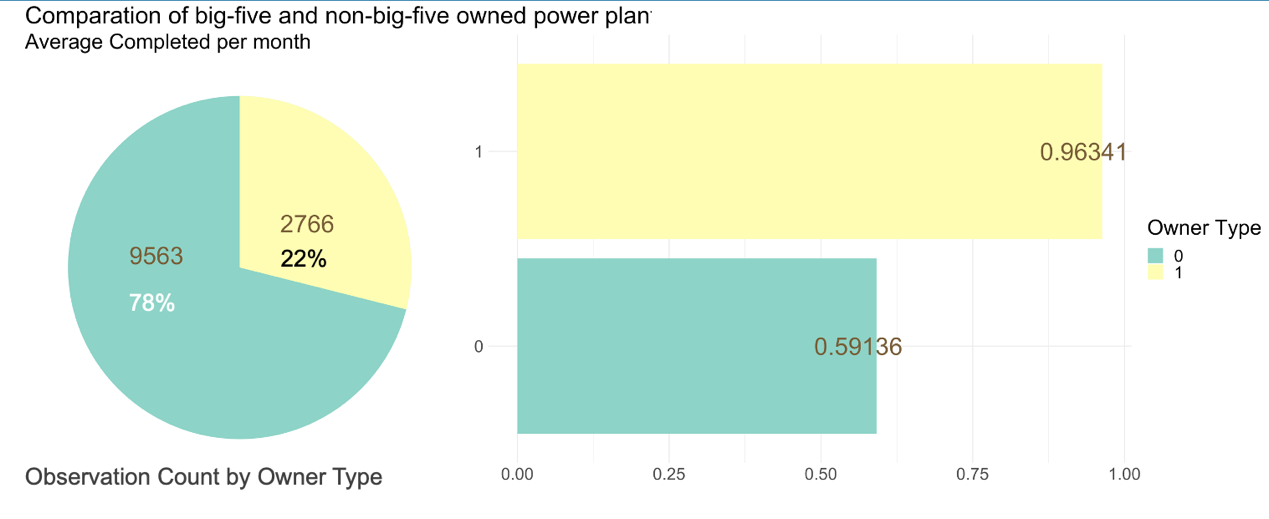 Comparation of big-five and non-big-five owned power plan
Average Completed per month
2766
22%
9563
78%
Observation Count by Owner Type
1
0.96341
0
0.59136
0.00 0.25 0.50 0.75 1.00
Owner Type
0
1